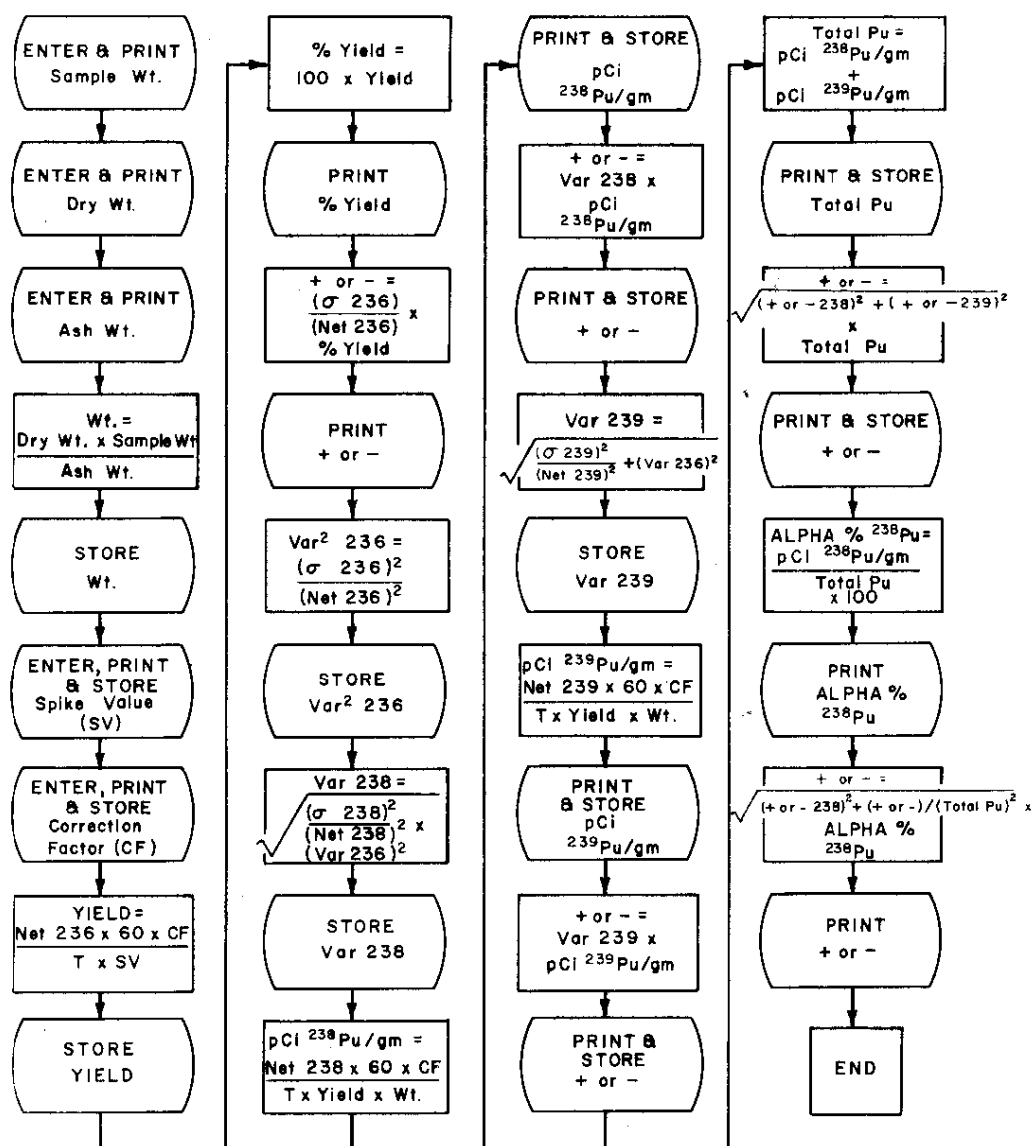 ENTER & PRINT
Sample Wt.
ENTER & PRINT
Dry Wt.
ENTER & PRINT
Ash Wt.
Wt. =
Dry Wt. x Sample Wt
Ash Wt.
STORE
Wt.
ENTER, PRINT
& STORE
Spike Value
(SV)
ENTER, PRINT
& STORE
Correction
Factor (CF)
YIELD =
Net 236 x 60 x CF
T x SV
STORE
YIELD
% Yield =
100 x Yield
PRINT
% Yield
+ or - =
(σ 236)
(Net 236) x
% Yield
PRINT
+ or -
Var² 236 =
(σ 236)²
(Net 236)²
STORE
Var² 236
Var 238 =
√ (σ 238)²
(Net 238)² x
(Var 236)²
STORE
Var 238
pCi ²³⁸Pu/gm =
Net 238 x 60 x CF
T x Yield x Wt.
PRINT & STORE
pCi
²³⁸Pu/gm
+ or - =
Var 238 x
pCi
²³⁸Pu/gm
PRINT & STORE
+ or -
Var 239 =
√ (σ 239)²
(Net 239)² + (Var 236)²
STORE
Var 239
pCi ²³⁹Pu/gm =
Net 239 x 60 x CF
T x Yield x Wt.
PRINT
& STORE
pCi
²³⁹Pu/gm
+ or - =
Var 239 x
pCi ²³⁹Pu/gm
PRINT &
STORE
+ or -
Total Pu =
pCi ²³⁸Pu/gm
+
pCi ²³⁹Pu/gm
PRINT & STORE
Total Pu
+ or - =
√ (+ or - 238)² + (+ or - 239)²
x
Total Pu
PRINT & STORE
+ or -
ALPHA % ²³⁸Pu =
pCi ²³⁸Pu/gm
Total Pu
x 100
PRINT
ALPHA %
²³⁸Pu
+ or - =
√ (+ or - 238)² + (+ or -)/(Total Pu)² x
ALPHA %
²³⁸Pu
PRINT
+ or -
END